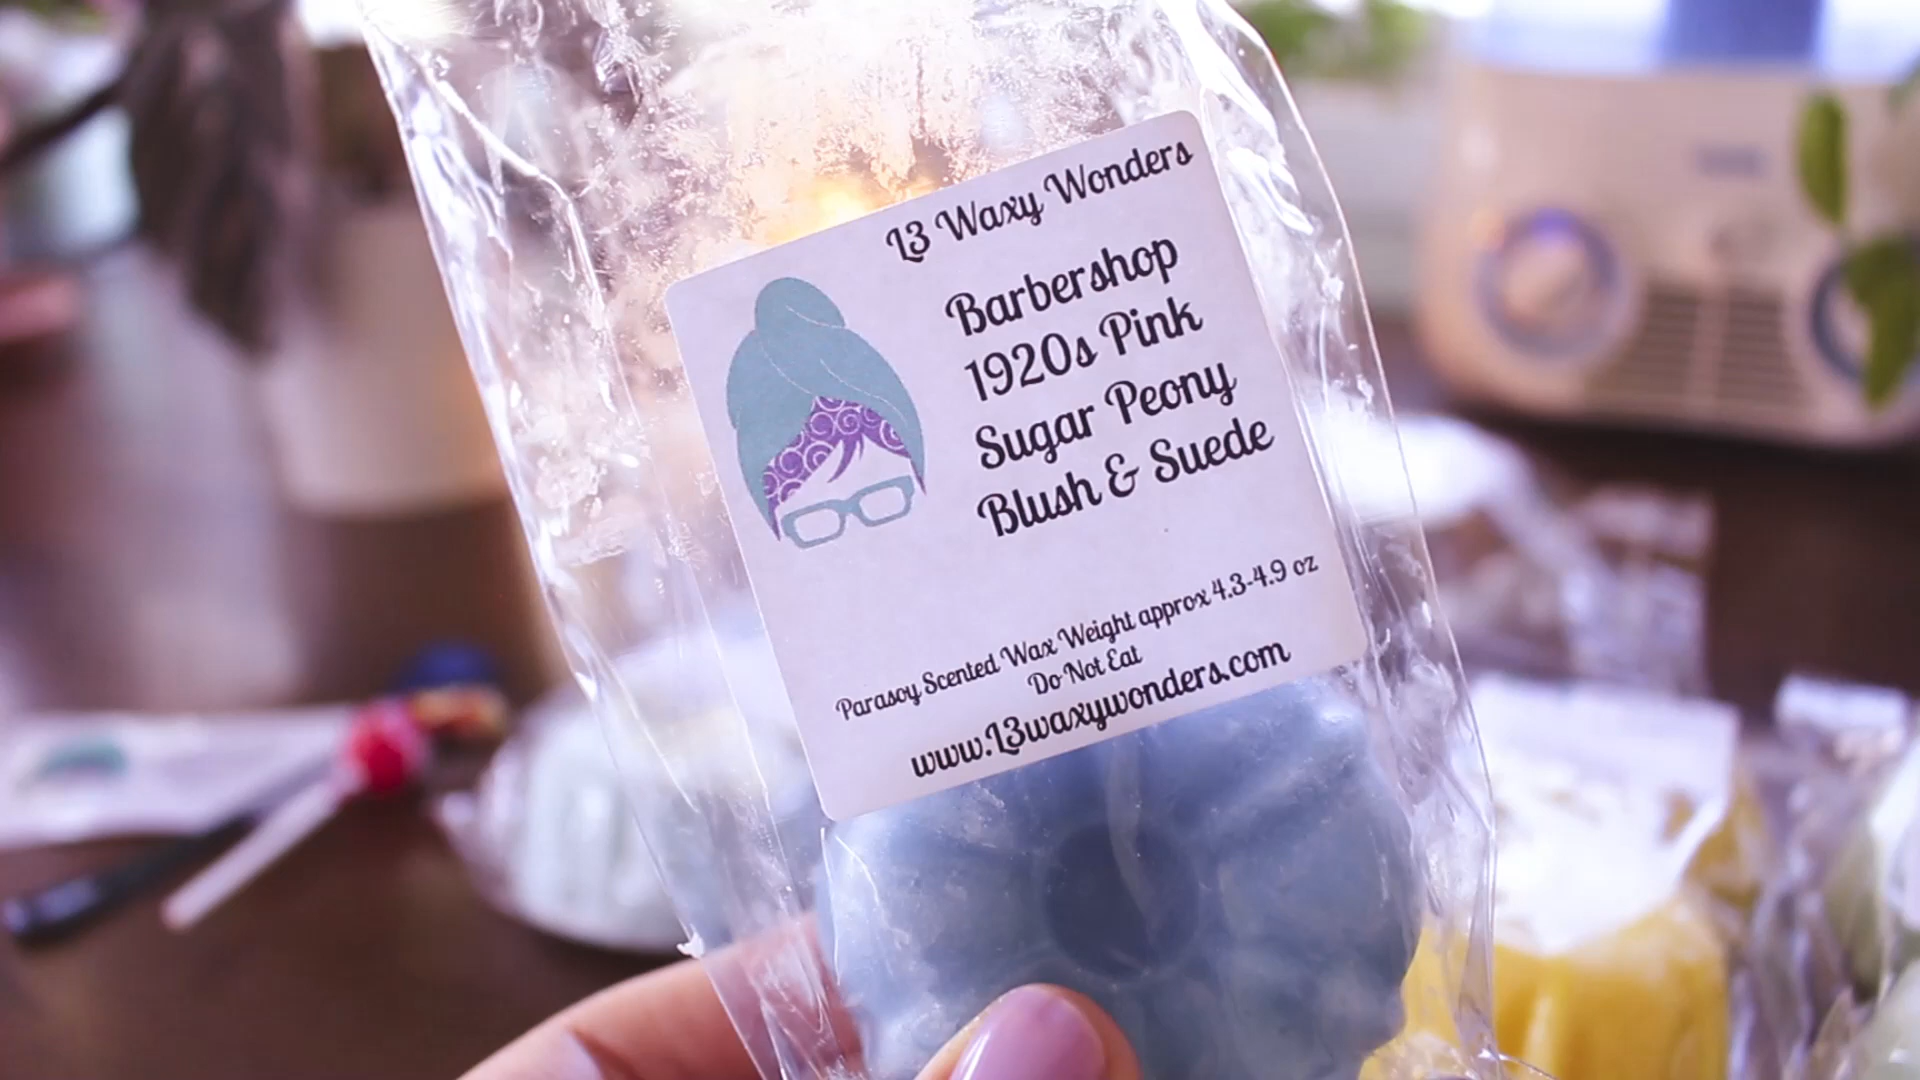 L3 Waxy Wonders
Barbershop
1920s Pink
Sugar Peony
Blush & Suede
Parasoy Scented Wax Weight approx 4.3-4.9 oz
Do Not Eat
www.L3waxywonders.com